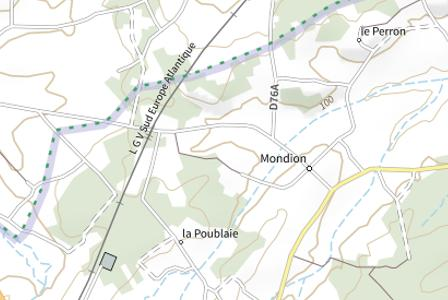 le Perron
L G V Sud Europe Atlantique
D76A
100
Mondion
la Poublaie